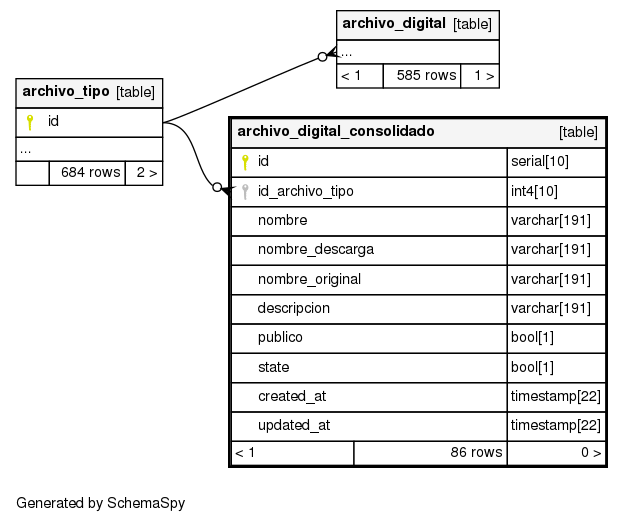 archivo_digital [table]
...
< 1 585 rows 1 >
archivo_tipo [table]
id
...
684 rows 2 >
archivo_digital_consolidado [table]
id serial[10]
id_archivo_tipo int4[10]
nombre varchar[191]
nombre_descarga varchar[191]
nombre_original varchar[191]
descripcion varchar[191]
publico bool[1]
state bool[1]
created_at timestamp[22]
updated_at timestamp[22]
< 1 86 rows 0 >
Generated by SchemaSpy